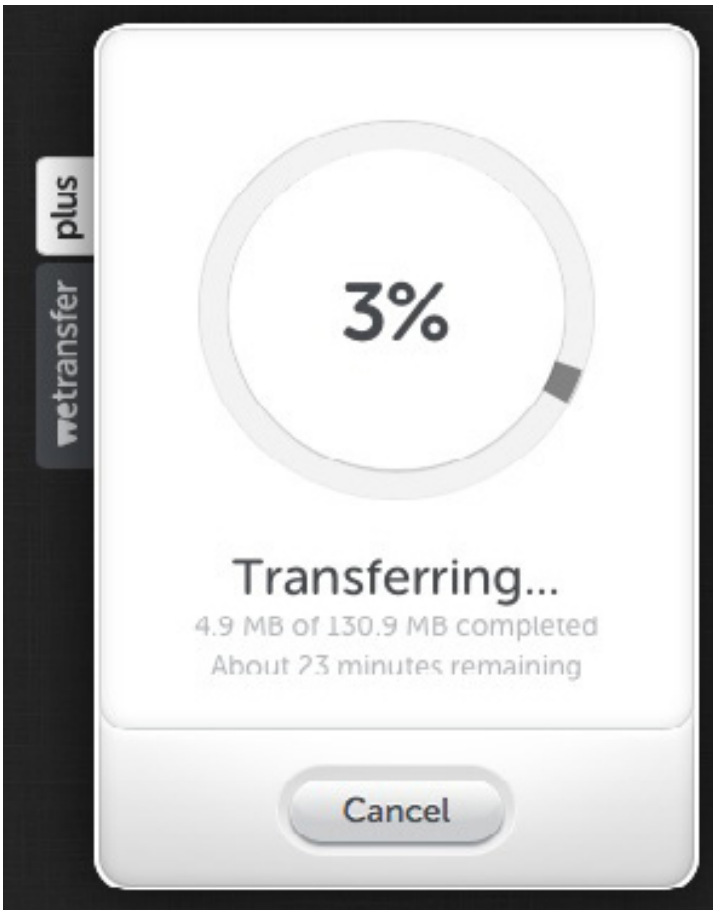 plus
wetransfer
3%
Transferring...
4.9 MB of 130.9 MB completed
About 23 minutes remaining
Cancel